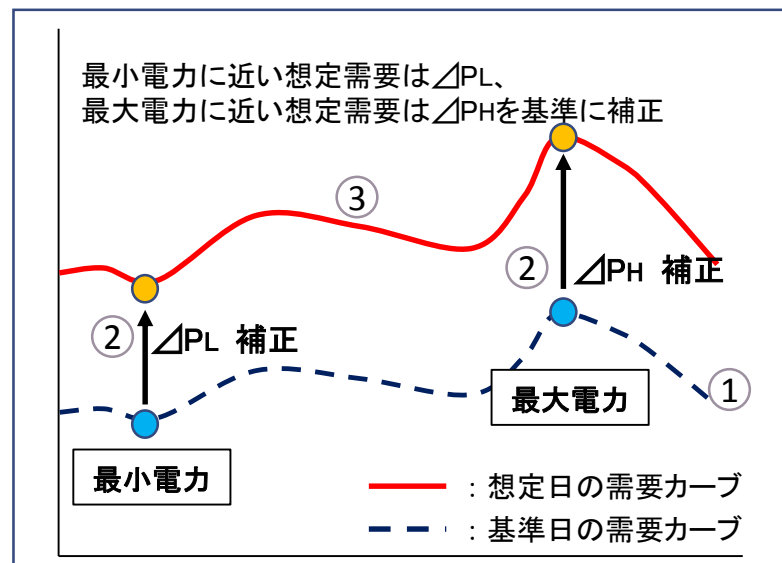 最小電力に近い想定需要は⊿PL、
最大電力に近い想定需要は⊿PHを基準に補正
③
②
⊿PH 補正
②
⊿PL 補正
①
最大電力
最小電力
：想定日の需要カーブ
：基準日の需要カーブ